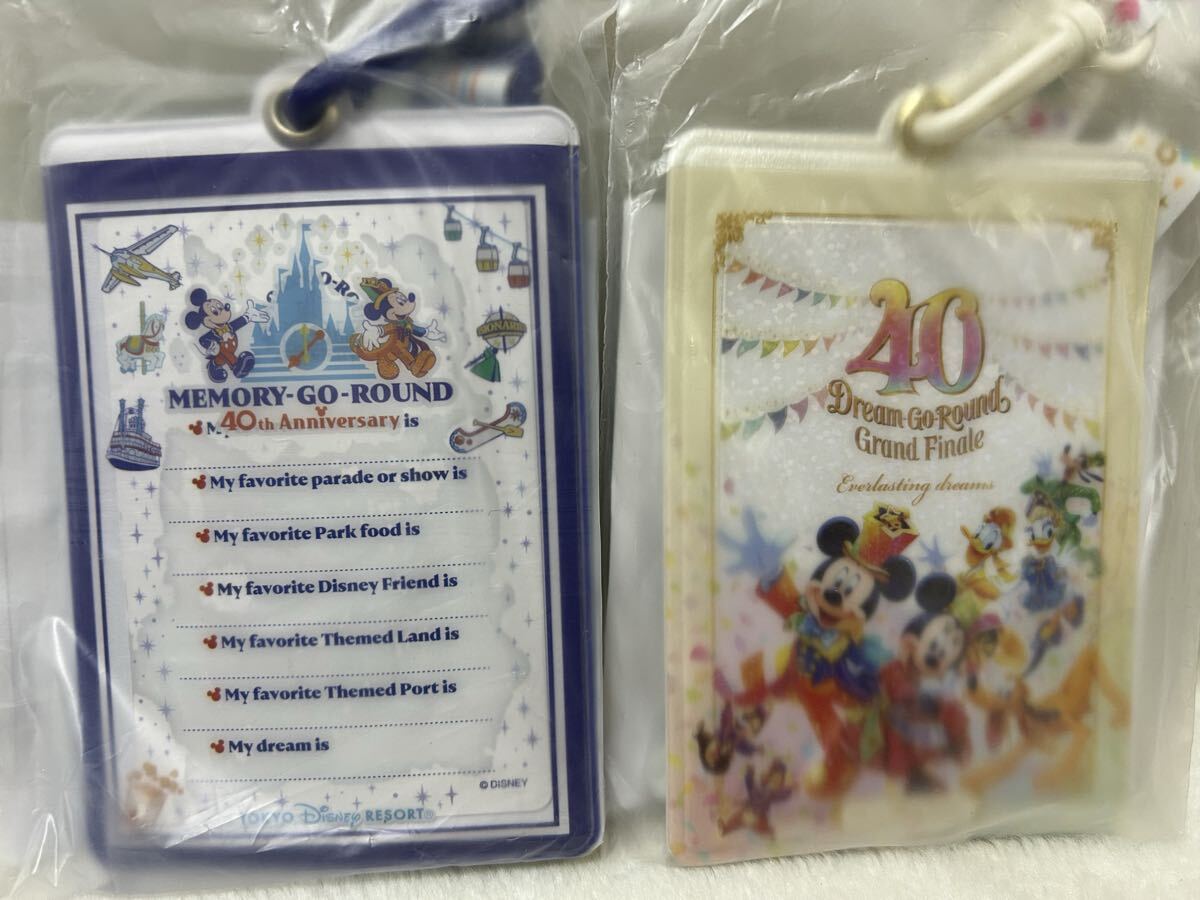 MEMORY-GO-ROUND
40th Anniversary is
My favorite parade or show is
My favorite Park food is
My favorite Disney Friend is
My favorite Themed Land is
My favorite Themed Port is
My dream is
© DISNEY
TOKYO Disney RESORT®
40
Dream-Go-Round
Grand Finale
Everlasting dreams